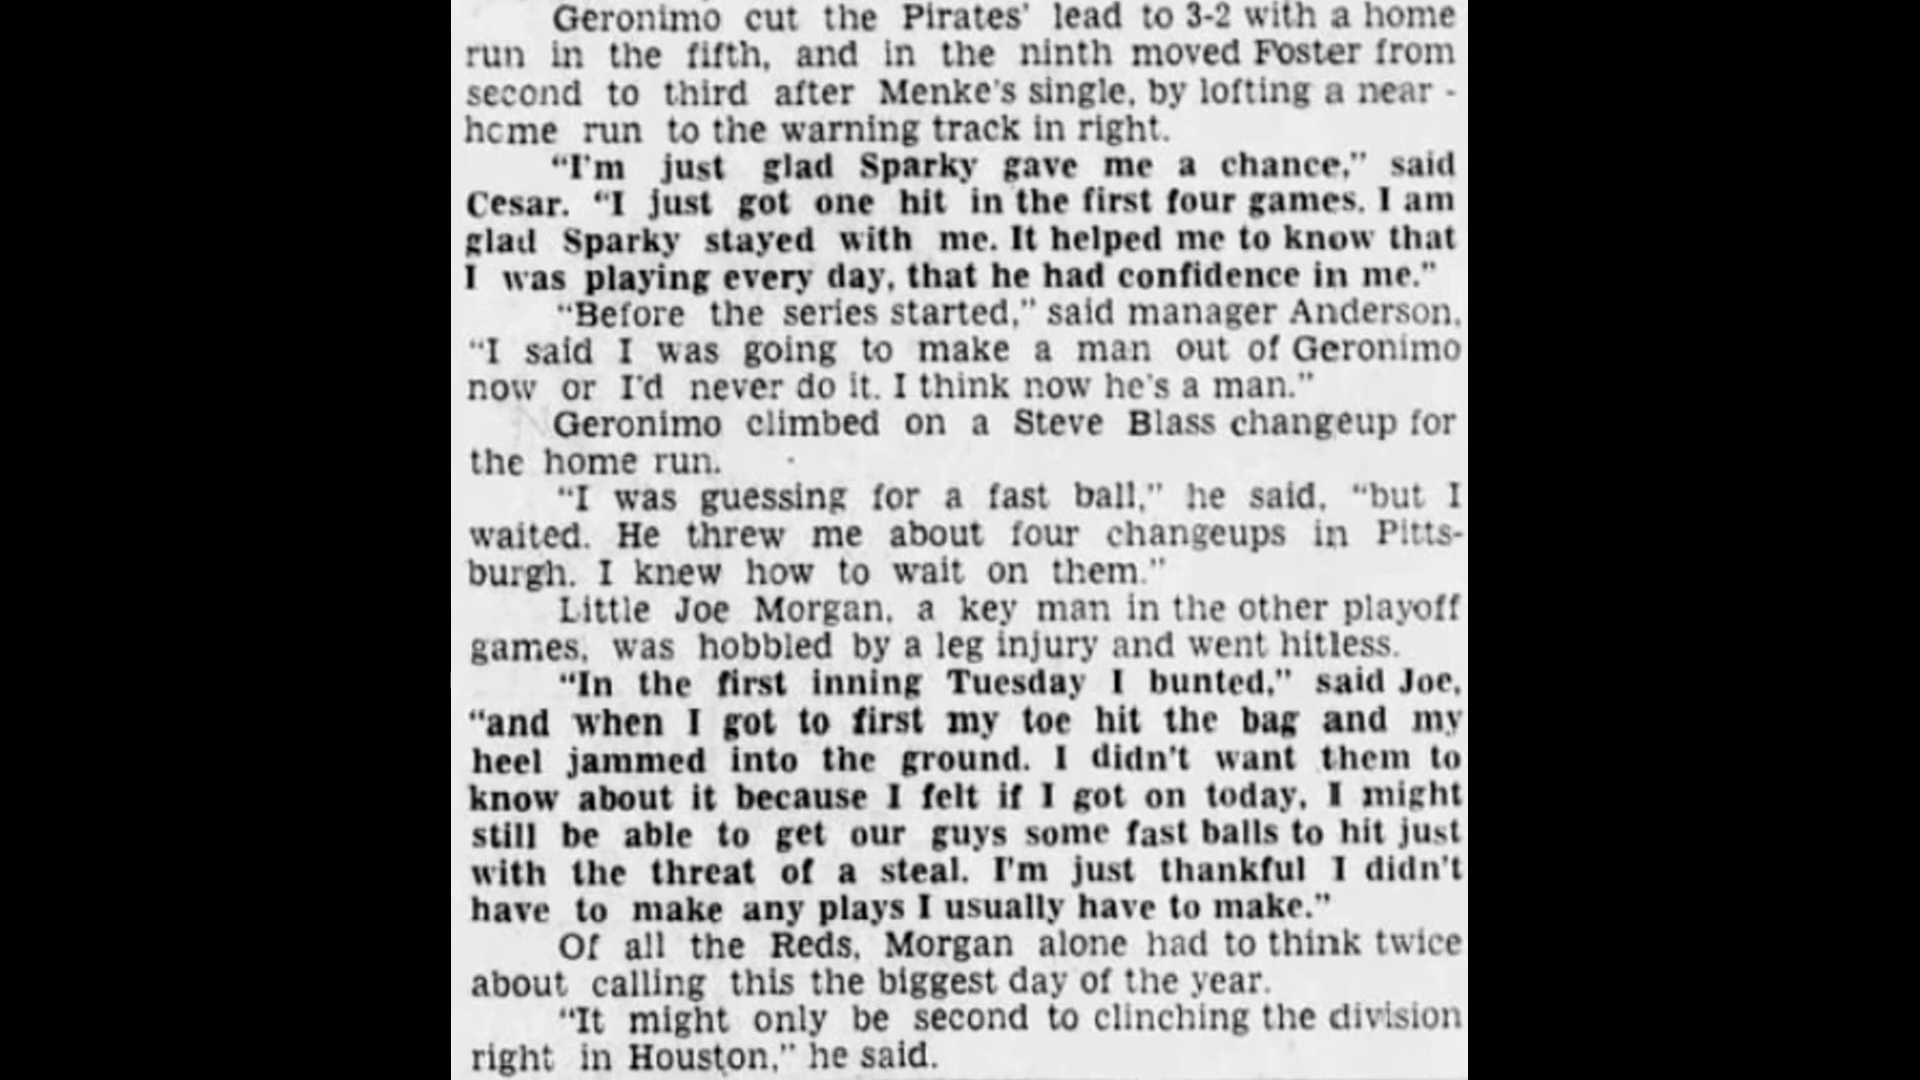 Geronimo cut the Pirates' lead to 3-2 with a home
run in the fifth, and in the ninth moved Foster from
second to third after Menke's single, by lofting a near -
hcme run to the warning track in right.
“I'm just glad Sparky gave me a chance,” said
Cesar. “I just got one hit in the first four games. I am
glad Sparky stayed with me. It helped me to know that
I was playing every day, that he had confidence in me.”
“Before the series started,” said manager Anderson,
“I said I was going to make a man out of Geronimo
now or I'd never do it. I think now he's a man.”
Geronimo climbed on a Steve Blass changeup for
the home run.
“I was guessing for a fast ball,” he said, “but I
waited. He threw me about four changeups in Pitts-
burgh. I knew how to wait on them.”
Little Joe Morgan, a key man in the other playoff
games, was hobbled by a leg injury and went hitless.
“In the first inning Tuesday I bunted,” said Joe,
“and when I got to first my toe hit the bag and my
heel jammed into the ground. I didn't want them to
know about it because I felt if I got on today, I might
still be able to get our guys some fast balls to hit just
with the threat of a steal. I'm just thankful I didn't
have to make any plays I usually have to make.”
Of all the Reds, Morgan alone had to think twice
about calling this the biggest day of the year.
“It might only be second to clinching the division
right in Houston,” he said.